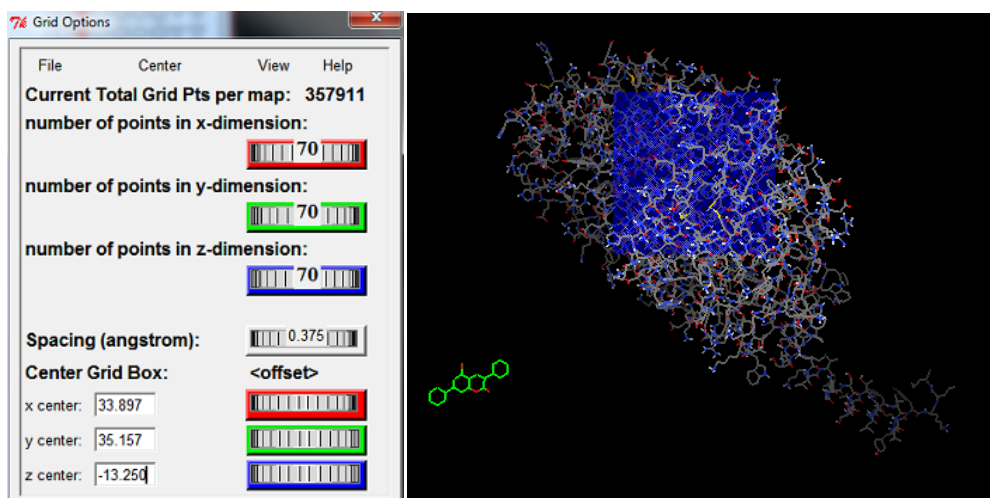 Grid Options
File Center View Help
Current Total Grid Pts per map: 357911
number of points in x-dimension:
70
number of points in y-dimension:
70
number of points in z-dimension:
70
Spacing (angstrom): 0.375
Center Grid Box: <offset>
x center: 33.897
y center: 35.157
z center: -13.250